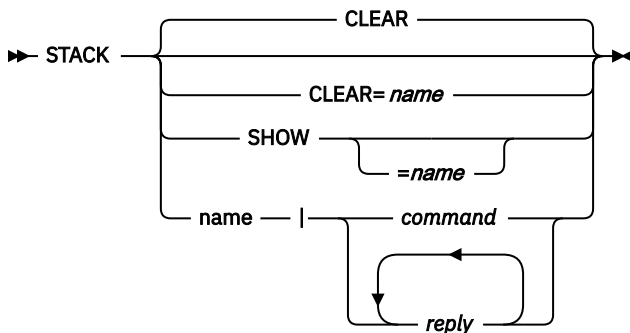 CLEAR
STACK
CLEAR= name
SHOW
=name
name | command
reply